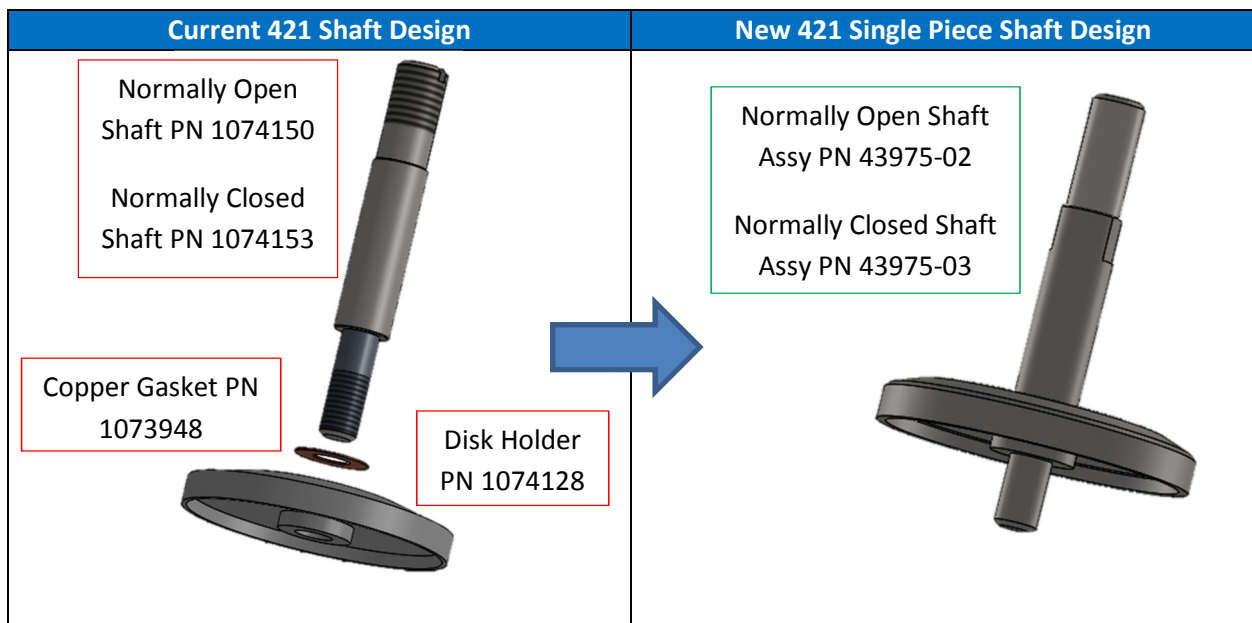 Current 421 Shaft Design
New 421 Single Piece Shaft Design
Normally Open
Shaft PN 1074150
Normally Closed
Shaft PN 1074153
Copper Gasket PN
1073948
Disk Holder
PN 1074128
Normally Open Shaft
Assy PN 43975-02
Normally Closed Shaft
Assy PN 43975-03